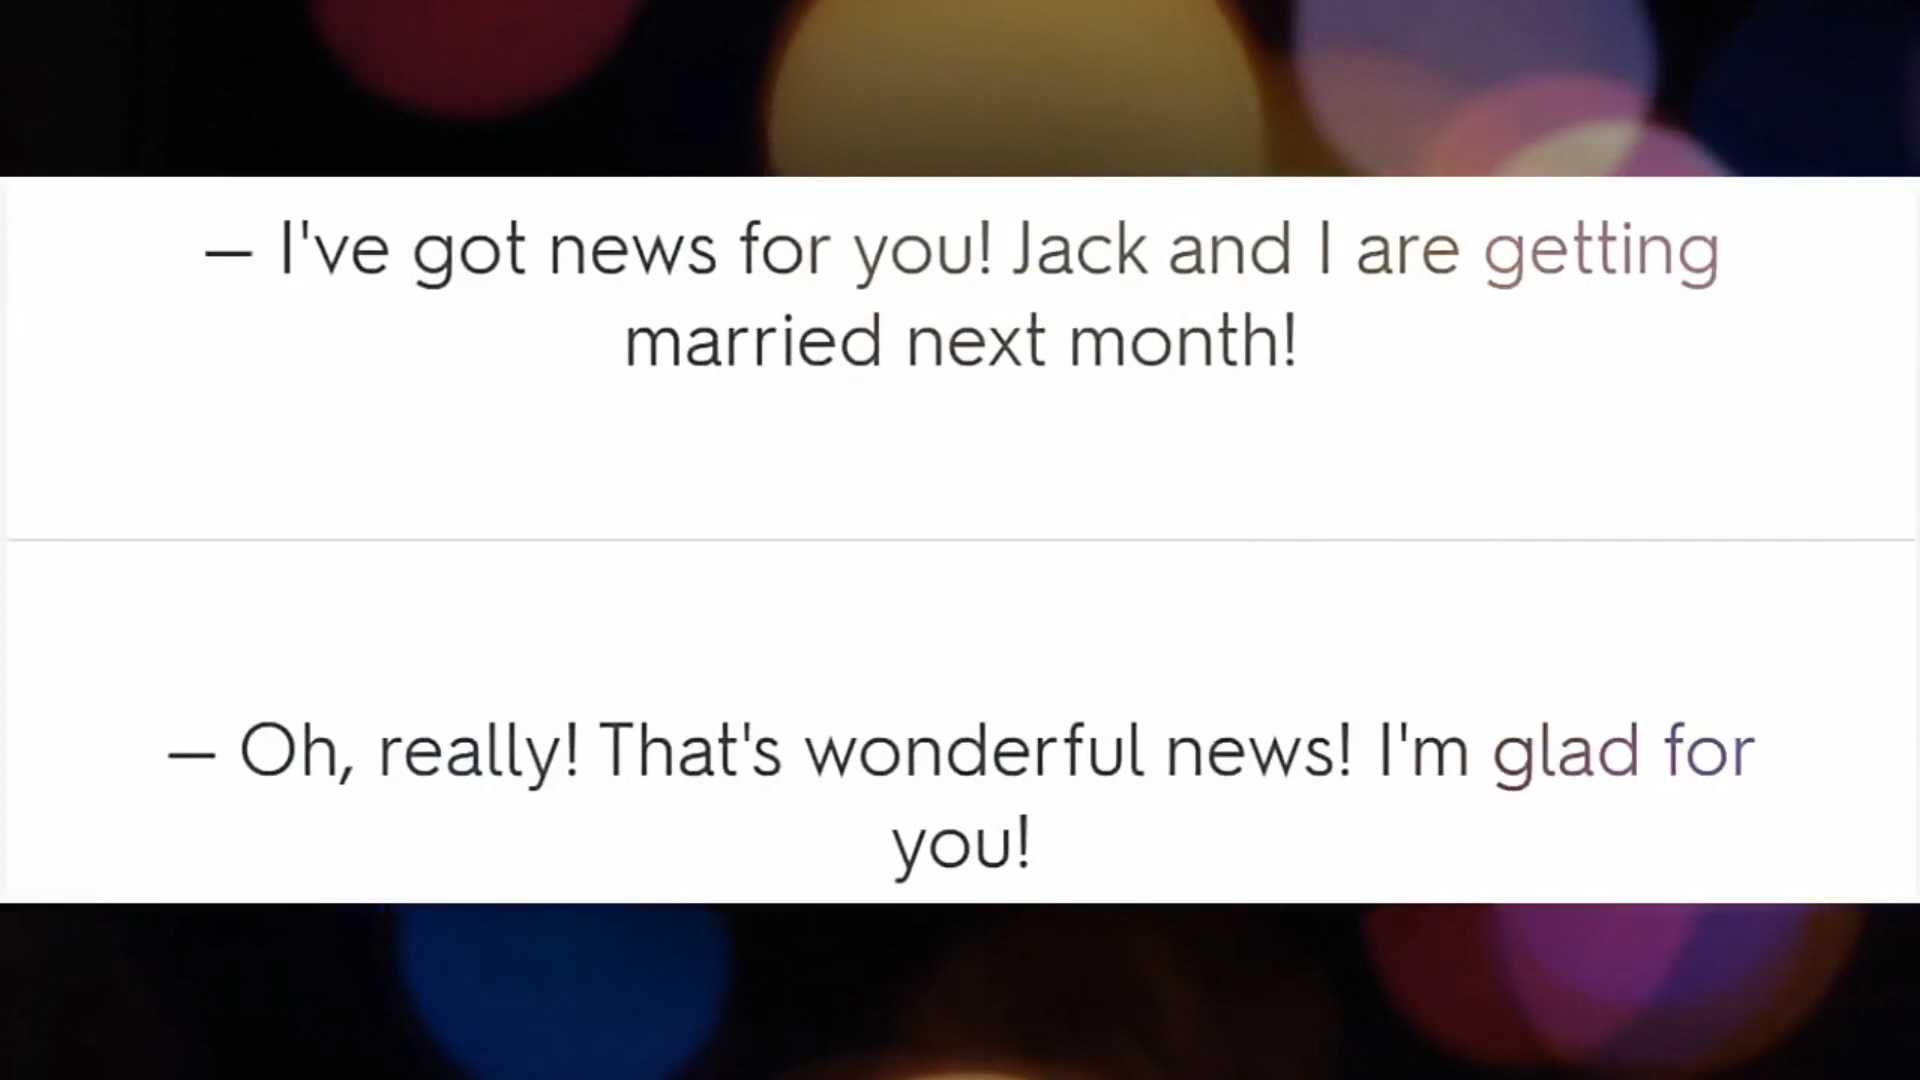 — I've got news for you! Jack and I are getting
married next month!
— Oh, really! That's wonderful news! I'm glad for
you!